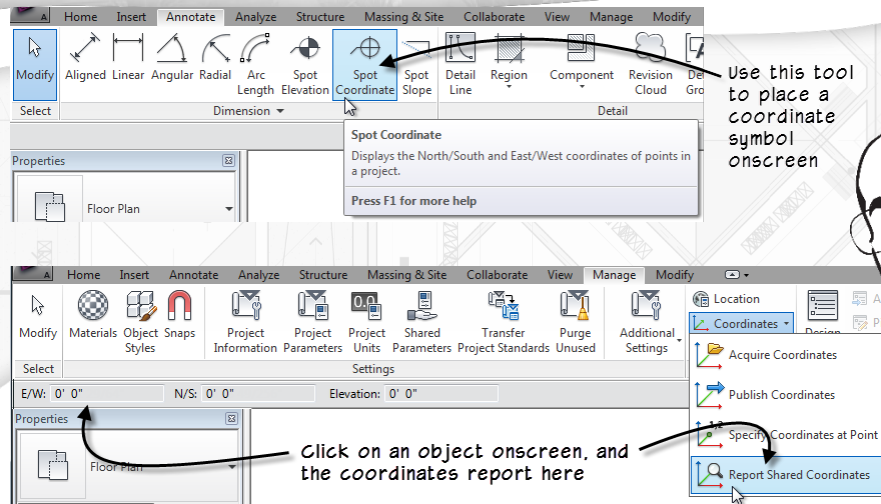 A Home Insert Annotate Analyze Structure Massing & Site Collaborate View Manage Modify
Modify Aligned Linear Angular Radial Arc Length Spot Elevation Spot Coordinate Spot Slope Detail Line Region Component Revision Cloud
Select Dimension Detail
Use this tool
to place a
coordinate
symbol
onscreen
Spot Coordinate
Displays the North/South and East/West coordinates of points in
a project.
Press F1 for more help
Properties
Floor Plan
A Home Insert Annotate Analyze Structure Massing & Site Collaborate View Manage Modify
Modify Materials Object Styles Snaps Project Information Project Parameters 0.0 Project Units Shared Parameters Transfer Project Standards Purge Unused Additional Settings
Location
Coordinates
Select Settings
Acquire Coordinates
Publish Coordinates
1,2 Specify Coordinates at Point
Report Shared Coordinates
E/W: 0' 0" N/S: 0' 0" Elevation: 0' 0"
Properties
Floor Plan
Click on an object onscreen, and
the coordinates report here